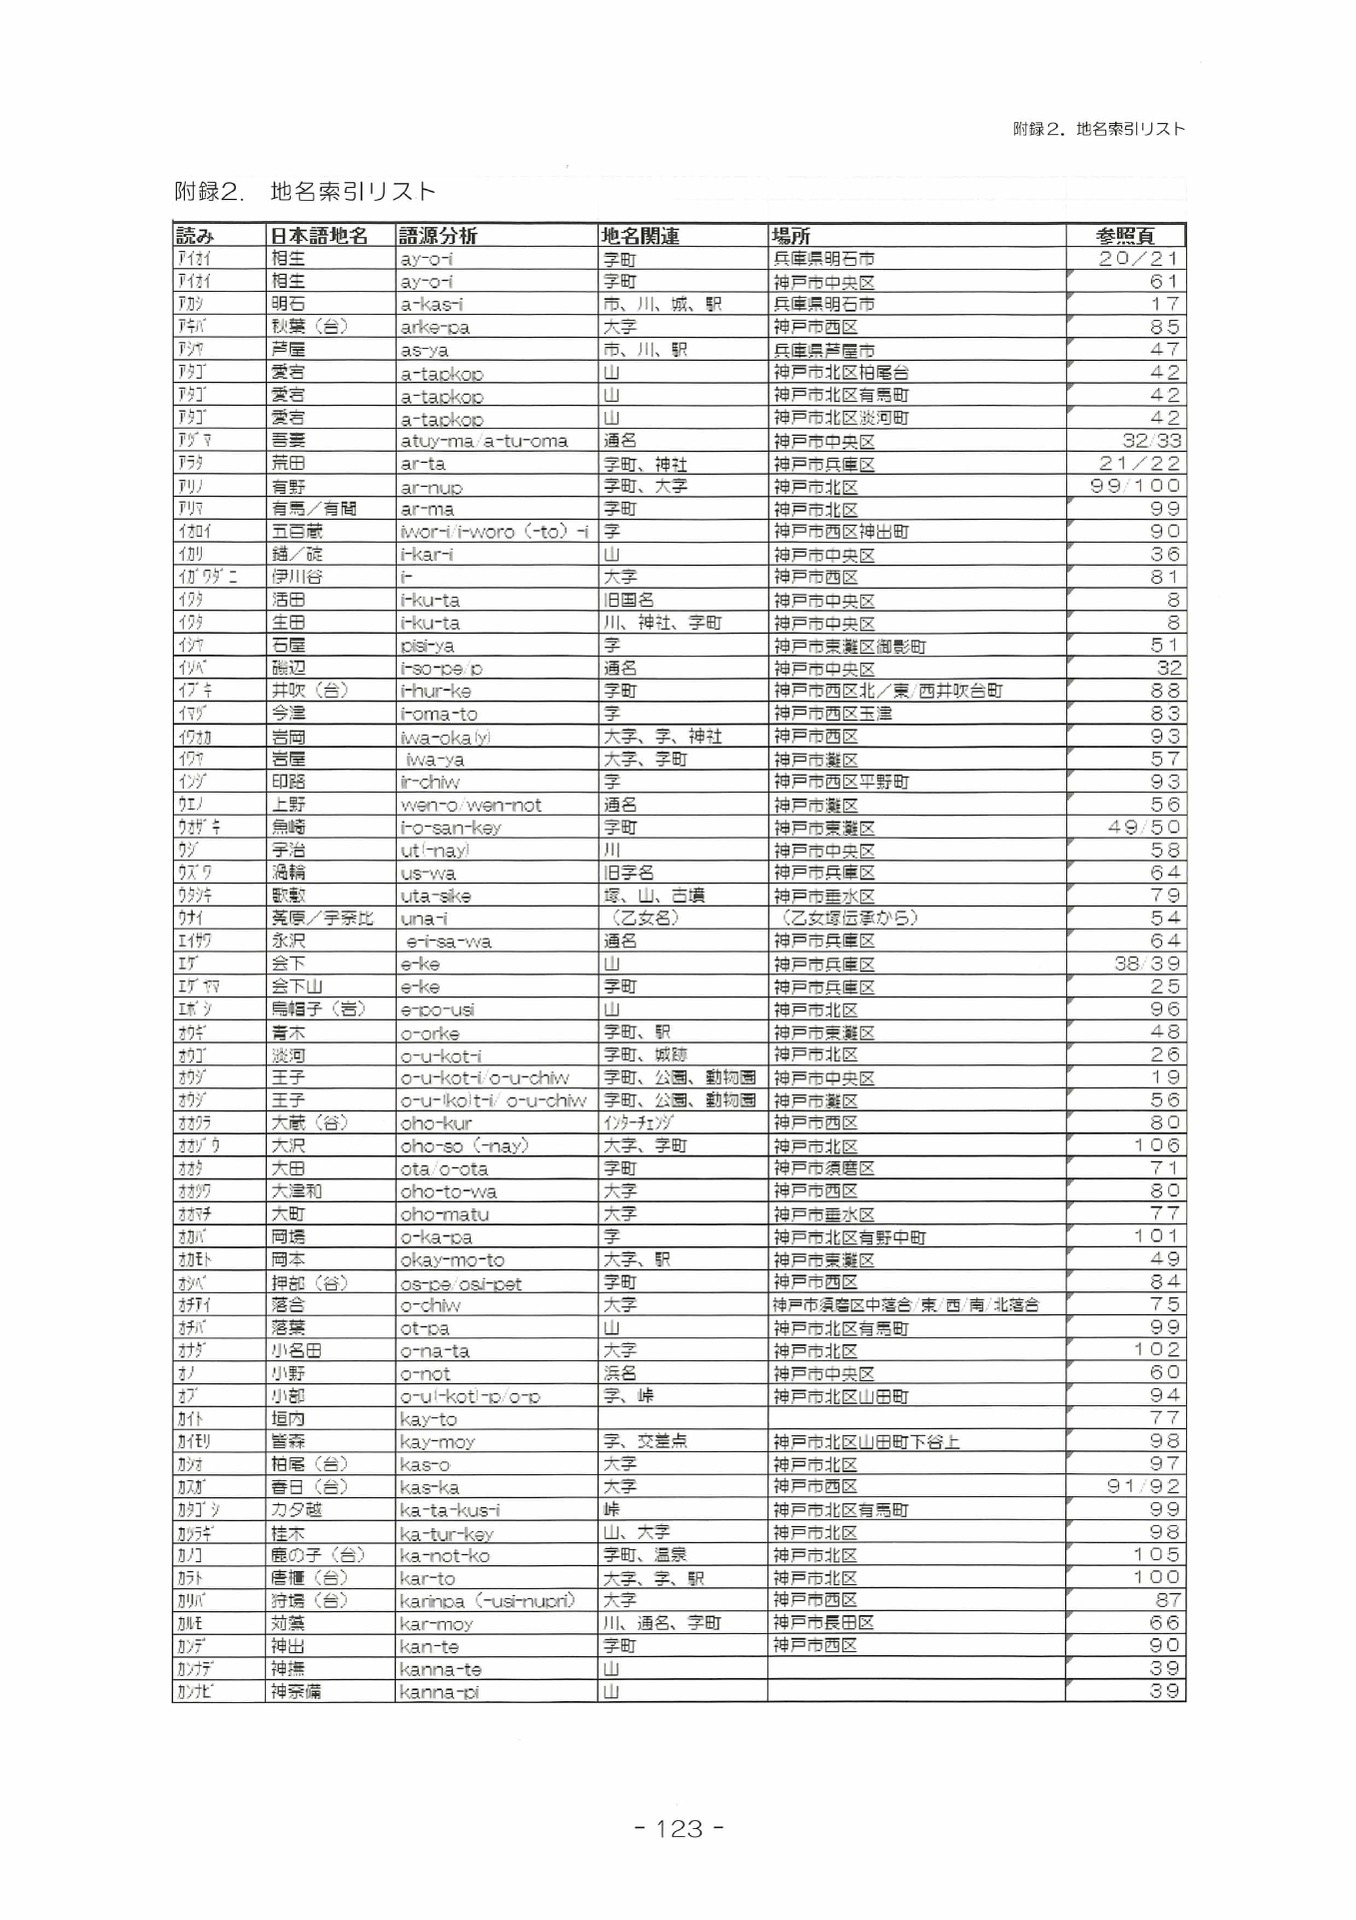 附録２．地名索引リスト
附録2．　地名索引リスト
読み 日本語地名 語源分析 地名関連 場所 参照頁
ｱｲｵｲ 相生 ay-o-i 字町 兵庫県明石市 20／21
ｱｲｵｲ 相生 ay-o-i 字町 神戸市中央区 61
ｱｶｼ 明石 a-kas-i 市、川、城、駅 兵庫県明石市 17
ｱｷﾊﾞ 秋葉（台） arke-pa 大字 神戸市西区 85
ｱｼﾔ 芦屋 as-ya 市、川、駅 兵庫県芦屋市 47
ｱﾀｺﾞ 愛宕 a-tapkop 山 神戸市北区柏尾台 42
ｱﾀｺﾞ 愛宕 a-tapkop 山 神戸市北区有馬町 42
ｱﾀｺﾞ 愛宕 a-tapkop 山 神戸市北区淡河町 42
ｱﾂﾞﾏ 吾妻 atuy-ma/a-tu-oma 通名 神戸市中央区 32/33
ｱﾗﾀ 荒田 ar-ta 字町、神社 神戸市兵庫区 21／22
ｱﾘﾉ 有野 ar-nup 字町、大字 神戸市北区 99/100
ｱﾘﾏ 有馬／有間 ar-ma 字町 神戸市北区 99
ｲｵﾛｲ 五百蔵 iwor-i/i-woro（-to）-i 字 神戸市西区神出町 90
ｲｶﾘ 錨／碇 i-kar-i 山 神戸市中央区 36
ｲｶﾞﾜﾀﾞﾆ 伊川谷 i- 大字 神戸市西区 81
ｲｸﾀ 活田 i-ku-ta 旧国名 神戸市中央区 8
ｲｸﾀ 生田 i-ku-ta 川、神社、字町 神戸市中央区 8
ｲｼﾔ 石屋 pisi-ya 字 神戸市東灘区御影町 51
ｲｿﾍﾞ 磯辺 i-so-pe/p 通名 神戸市中央区 32
ｲﾌﾞｷ 井吹（台） i-hur-ke 字町 神戸市西区北／東/西井吹台町 88
ｲﾏﾂﾞ 今津 i-oma-to 字 神戸市西区玉津 83
ｲﾜｵｶ 岩岡 iwa-oka(y) 大字、字、神社 神戸市西区 93
ｲﾜﾔ 岩屋 iwa-ya 大字、字町 神戸市灘区 57
ｲﾝｼﾞ 印路 ir-chiw 字 神戸市西区平野町 93
ｳｴﾉ 上野 wen-o/wen-not 通名 神戸市灘区 56
ｳｵｻﾞｷ 魚崎 i-o-san-key 字町 神戸市東灘区 49/50
ｳｼﾞ 宇治 ut(-nay) 川 神戸市中央区 58
ｳｽﾞﾜ 渦輪 us-wa 旧字名 神戸市兵庫区 64
ｳﾀｼｷ 歌敷 uta-sike 塚、山、古墳 神戸市垂水区 79
ｳﾅｲ 菟原／宇奈比 una-i （乙女名） （乙女塚伝承から） 54
ｴｲｻﾜ 永沢 e-i-sa-wa 通名 神戸市兵庫区 64
ｴｹﾞ 会下 e-ke 山 神戸市兵庫区 38/39
ｴｹﾞﾔﾏ 会下山 e-ke 字町 神戸市兵庫区 25
ｴﾎﾞｼ 烏帽子（岩） e-po-usi 山 神戸市北区 96
ｵｳｷﾞ 青木 o-orke 字町、駅 神戸市東灘区 48
ｵｳｺﾞ 淡河 o-u-kot-i 字町、城跡 神戸市北区 26
ｵｳｼﾞ 王子 o-u-kot-i/o-u-chiw 字町、公園、動物園 神戸市中央区 19
ｵｳｼﾞ 王子 o-u-(ko)t-i/ o-u-chiw 字町、公園、動物園 神戸市灘区 56
ｵｵｸﾗ 大蔵（谷） oho-kur ｲﾝﾀｰﾁｪﾝｼﾞ 神戸市西区 80
ｵｵｿﾞｳ 大沢 oho-so（-nay） 大字、字町 神戸市北区 106
ｵｵﾀ 大田 ota/o-ota 字町 神戸市須磨区 71
ｵｵﾂﾜ 大津和 oho-to-wa 大字 神戸市西区 80
ｵｵﾏﾁ 大町 oho-matu 大字 神戸市垂水区 77
ｵｶﾊﾞ 岡場 o-ka-pa 字 神戸市北区有野中町 101
ｵｶﾓﾄ 岡本 okay-mo-to 大字、駅 神戸市東灘区 49
ｵｼﾍﾞ 押部（谷） os-pe/osi-pet 字町 神戸市西区 84
ｵﾁｱｲ 落合 o-chiw 大字 神戸市須磨区中落合/東/西/南/北落合 75
ｵﾁﾊﾞ 落葉 ot-pa 山 神戸市北区有馬町 99
ｵﾅﾀﾞ 小名田 o-na-ta 大字 神戸市北区 102
ｵﾉ 小野 o-not 浜名 神戸市中央区 60
ｵﾌﾞ 小部 o-u(-kot)-p/o-p 字、峠 神戸市北区山田町 94
ｶｲﾄ 垣内 kay-to 77
ｶｲﾓﾘ 皆森 kay-moy 字、交差点 神戸市北区山田町下谷上 98
ｶｼｵ 柏尾（台） kas-o 大字 神戸市北区 97
ｶｽｶﾞ 春日（台） kas-ka 大字 神戸市西区 91/92
ｶﾀｺﾞｼ カタ越 ka-ta-kus-i 峠 神戸市北区有馬町 99
ｶﾂﾗｷﾞ 桂木 ka-tur-key 山、大字 神戸市北区 98
ｶﾉｺ 鹿の子（台） ka-not-ko 字町、温泉 神戸市北区 105
ｶﾗﾄ 唐櫃（台） kar-to 大字、字、駅 神戸市北区 100
ｶﾘﾊﾞ 狩場（台） karinpa（-usi-nupri） 大字 神戸市西区 87
ｶﾙﾓ 苅藻 kar-moy 川、通名、字町 神戸市長田区 66
ｶﾝﾃﾞ 神出 kan-te 字町 神戸市西区 90
ｶﾝﾅﾃﾞ 神撫 kanna-te 山 39
ｶﾝﾅﾋﾞ 神奈備 kanna-pi 山 39
- 123 -